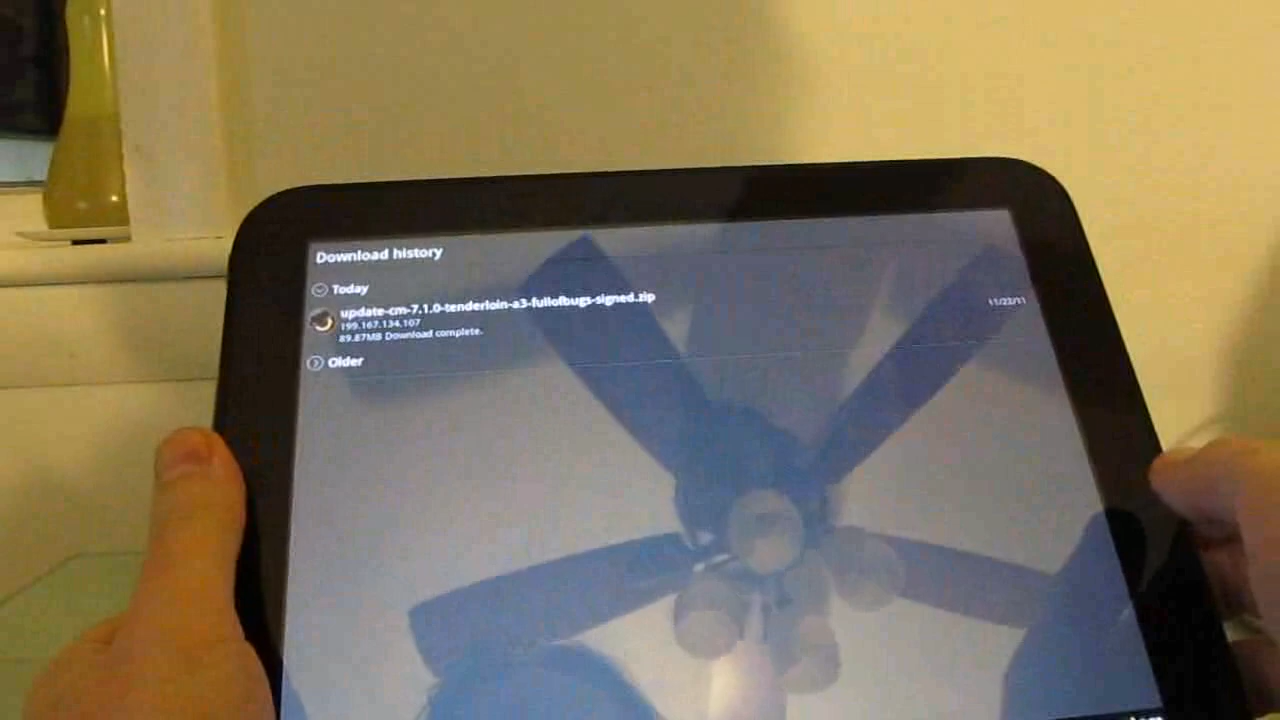 Download history
Today
update-cm-7.1.0-tenderloin-a3-fullofbugs-signed.zip
11/23/11
199.167.134.107
89.87MB Download complete.
Older